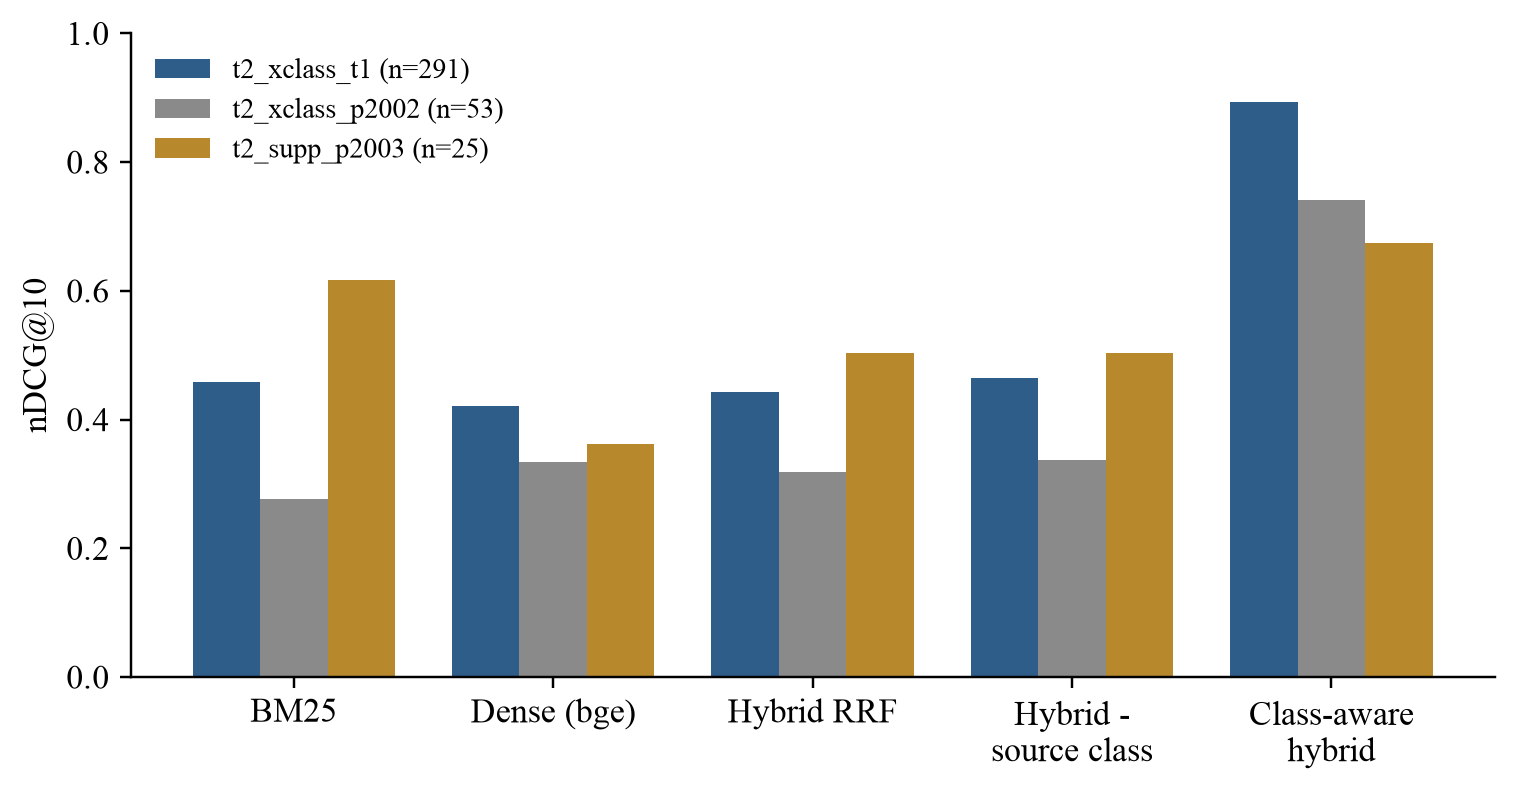 1.0
0.8
0.6
0.4
0.2
0.0
nDCG@10
t2_xclass_t1 (n=291)
t2_xclass_p2002 (n=53)
t2_supp_p2003 (n=25)
BM25
Dense (bge)
Hybrid RRF
Hybrid -
source class
Class-aware
hybrid